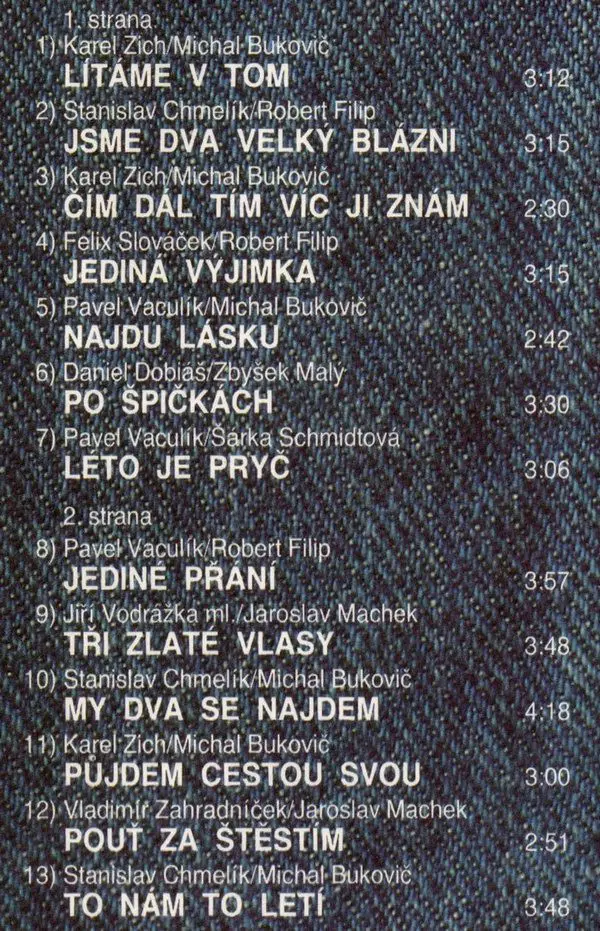 1. strana
1) Karel Zich/Michal Bukovič
LÍTÁME V TOM 3:12
2) Stanislav Chmelík/Robert Filip
JSME DVA VELKÝ BLÁZNI 3:15
3) Karel Zich/Michal Bukovič
ČÍM DÁL TÍM VÍC JI ZNÁM 2:30
4) Felix Slováček/Robert Filip
JEDINÁ VÝJIMKA 3:15
5) Pavel Vaculík/Michal Bukovič
NAJDU LÁSKU 2:42
6) Daniel Dobiáš/Zbyšek Malý
PO ŠPIČKÁCH 3:30
7) Pavel Vaculík/Šárka Schmidtová
LÉTO JE PRYČ 3:06
2. strana
8) Pavel Vaculík/Robert Filip
JEDINÉ PŘÁNÍ 3:57
9) Jiří Vodrážka ml./Jaroslav Machek
TŘI ZLATÉ VLASY 3:48
10) Stanislav Chmelík/Michal Bukovič
MY DVA SE NAJDEM 4:18
11) Karel Zich/Michal Bukovič
PŮJDEM CESTOU SVOU 3:00
12) Vladimír Zahradníček/Jaroslav Machek
POUŤ ZA ŠTĚSTÍM 2:51
13) Stanislav Chmelík/Michal Bukovič
TO NÁM TO LETÍ 3:48